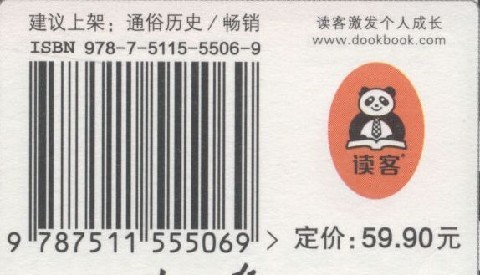 建议上架：通俗历史/畅销
ISBN 978-7-5115-5506-9
读客激发个人成长
www.dookbook.com
读客®
9 787511 555069 >
定价：59.90元